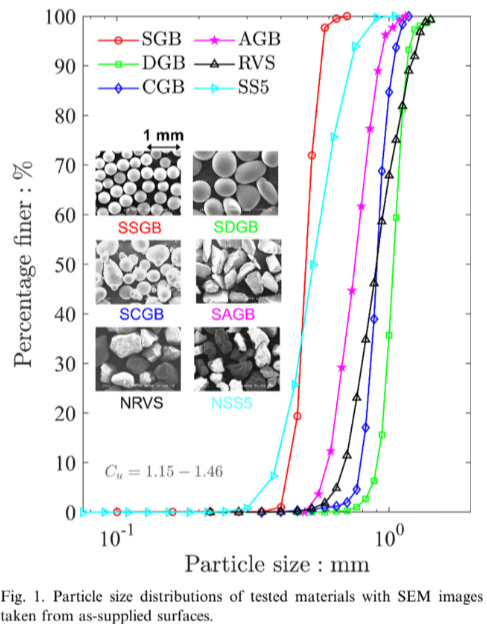 Percentage finer : %
100
90
80
70
60
50
40
30
20
10
0
SGB
DGB
CGB
AGB
RVS
SS5
1 mm
SSGB
SDGB
SCGB
SAGB
NRVS
NSS5
C_u = 1.15 − 1.46
10^-1
10^0
Particle size : mm
Fig. 1. Particle size distributions of tested materials with SEM images
taken from as-supplied surfaces.